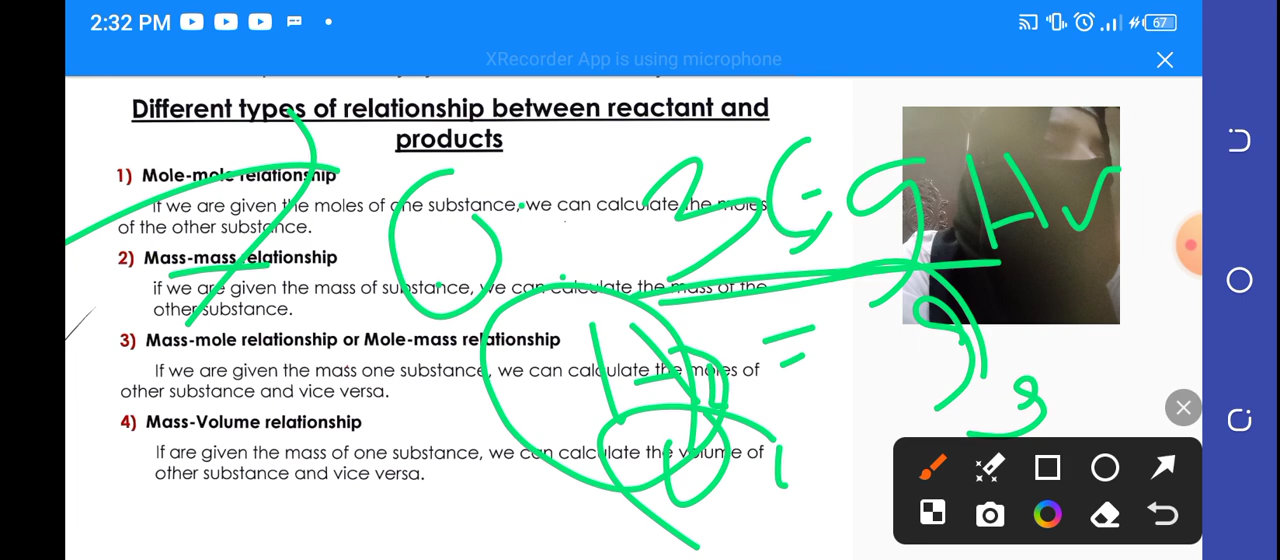 2:32 PM
67
XRecorder App is using microphone
Different types of relationship between reactant and
products
1) Mole-mole relationship
If we are given the moles of one substance, we can calculate the moles
of the other substance.
2) Mass-mass relationship
if we are given the mass of substance, we can calculate the mass of the
other substance.
3) Mass-mole relationship or Mole-mass relationship
If we are given the mass one substance, we can calculate the moles of
other substance and vice versa.
4) Mass-Volume relationship
If are given the mass of one substance, we can calculate the volume of
other substance and vice versa.